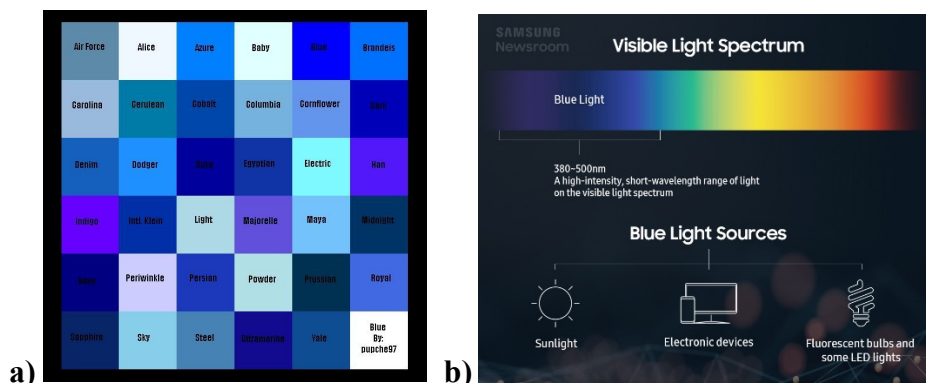 Air Force Alice Azure Baby Blue Brandeis
Carolina Cerulean Cobalt Columbia Cornflower Dark
Denim Dodger Egyptian Electric Han
Indigo Intl. Klein Light Majorelle Maya Midnight
Navy Periwinkle Persian Powder Prussian Royal
Sapphire Sky Steel Ultramarine Yale Blue
By:
pupche97
a)
SAMSUNG
Newsroom
Visible Light Spectrum
Blue Light
380-500nm
A high-intensity, short-wavelength range of light
on the visible light spectrum
Blue Light Sources
Sunlight
Electronic devices
Fluorescent bulbs and
some LED lights
b)